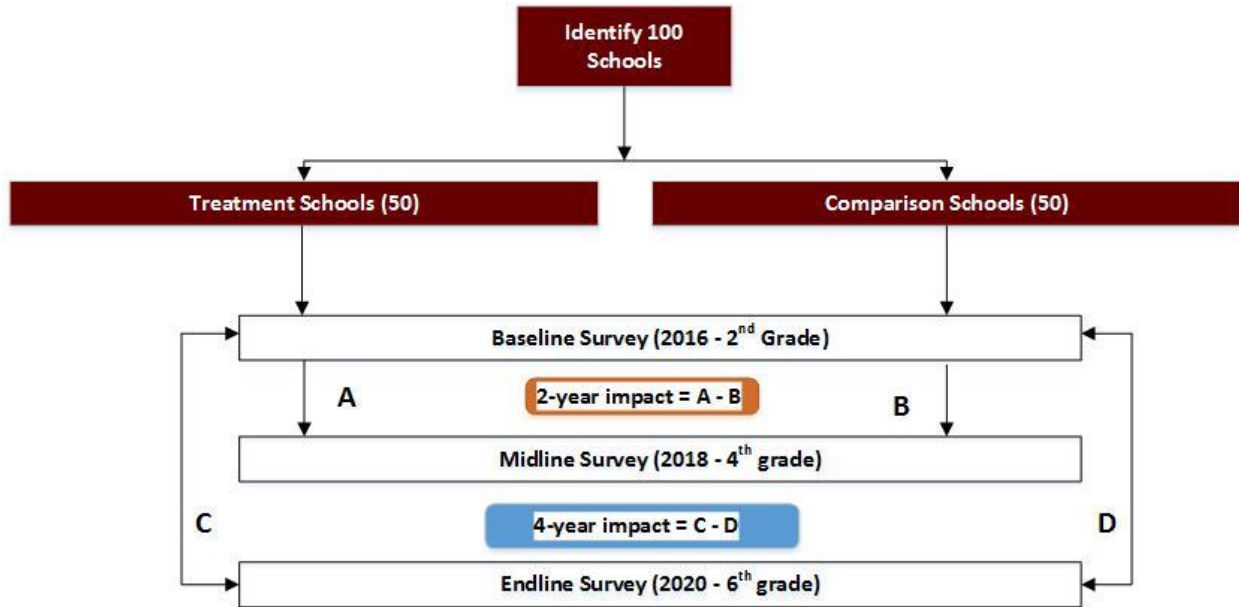 Identify 100
Schools
Treatment Schools (50)
Comparison Schools (50)
Baseline Survey (2016 - 2nd Grade)
A
2-year impact = A - B
B
Midline Survey (2018 - 4th grade)
C
4-year impact = C - D
D
Endline Survey (2020 - 6th grade)